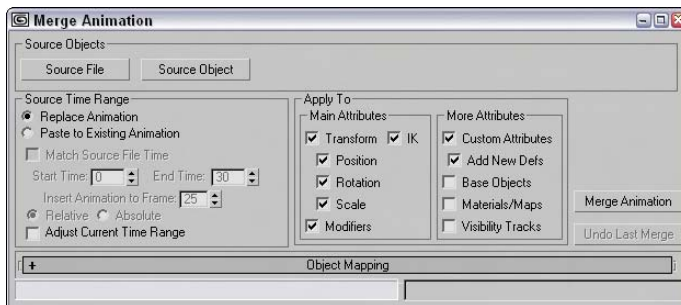 Merge Animation
Source Objects
Source File
Source Object
Source Time Range
Replace Animation
Paste to Existing Animation
Match Source File Time
Start Time: 0 End Time: 30
Insert Animation to Frame: 25
Relative Absolute
Adjust Current Time Range
Apply To
Main Attributes
Transform IK
Position
Rotation
Scale
Modifiers
More Attributes
Custom Attributes
Add New Defs
Base Objects
Materials/Maps
Visibility Tracks
Merge Animation
Undo Last Merge
+ Object Mapping